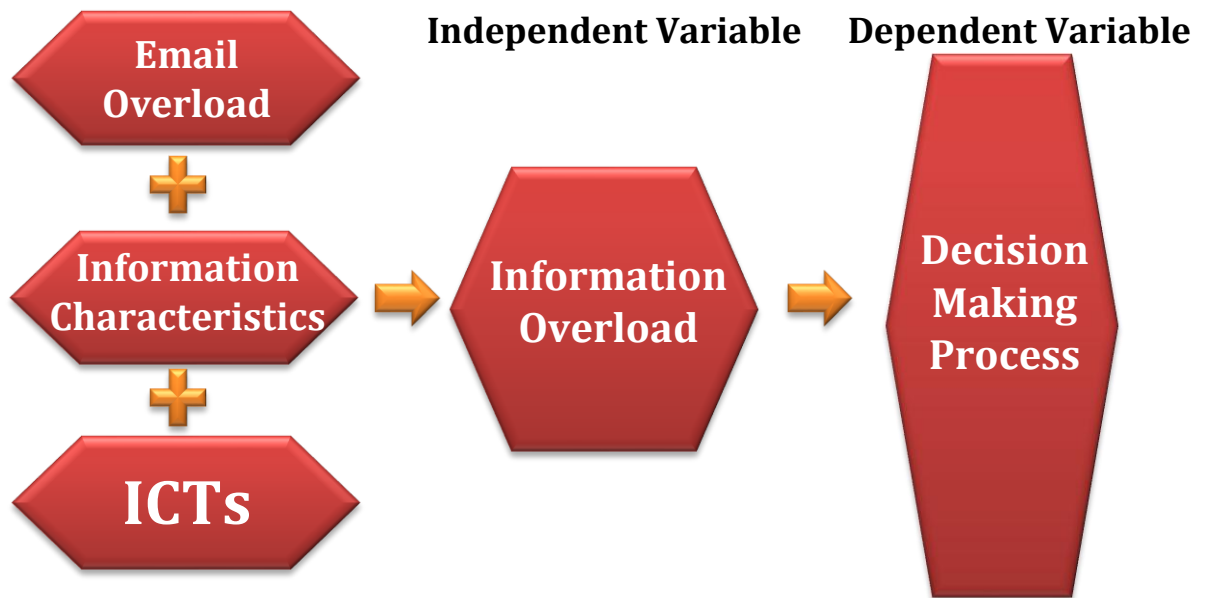 Independent Variable
Dependent Variable
Email
Overload
Information
Characteristics
ICTs
Information
Overload
Decision
Making
Process